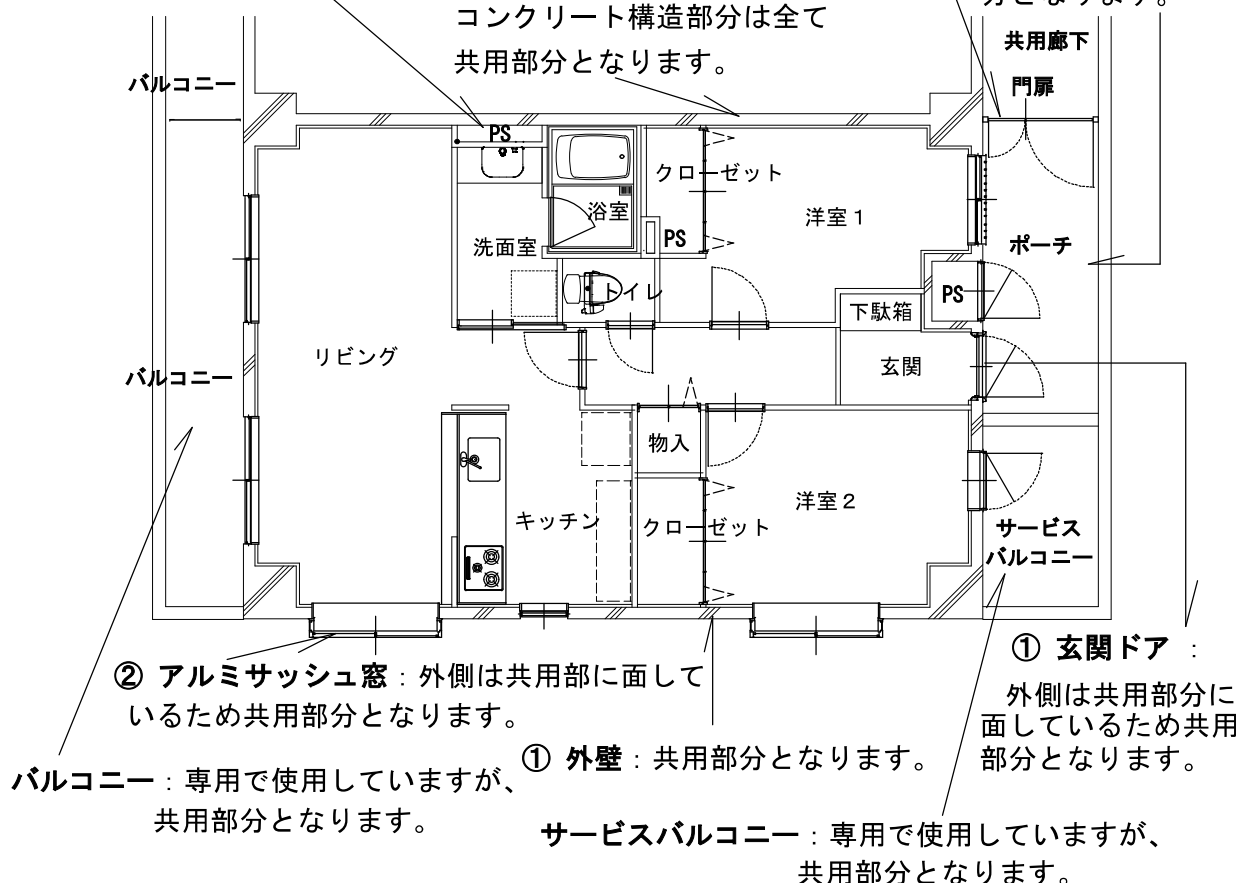 コンクリート構造部分は全て
共用部分となります。
分となります。
共用廊下
門扉
バルコニー
PS
クローゼット
浴室
洋室1
洗面室
PS
ポーチ
トイレ
PS
下駄箱
リビング
玄関
バルコニー
物入
洋室2
キッチン
クローゼット
サービス
バルコニー
② アルミサッシュ窓：外側は共用部に面して
いるため共用部分となります。
① 玄関ドア：
外側は共用部分に
面しているため共用
部分となります。
① 外壁：共用部分となります。
バルコニー：専用で使用していますが、
共用部分となります。
サービスバルコニー：専用で使用していますが、
共用部分となります。